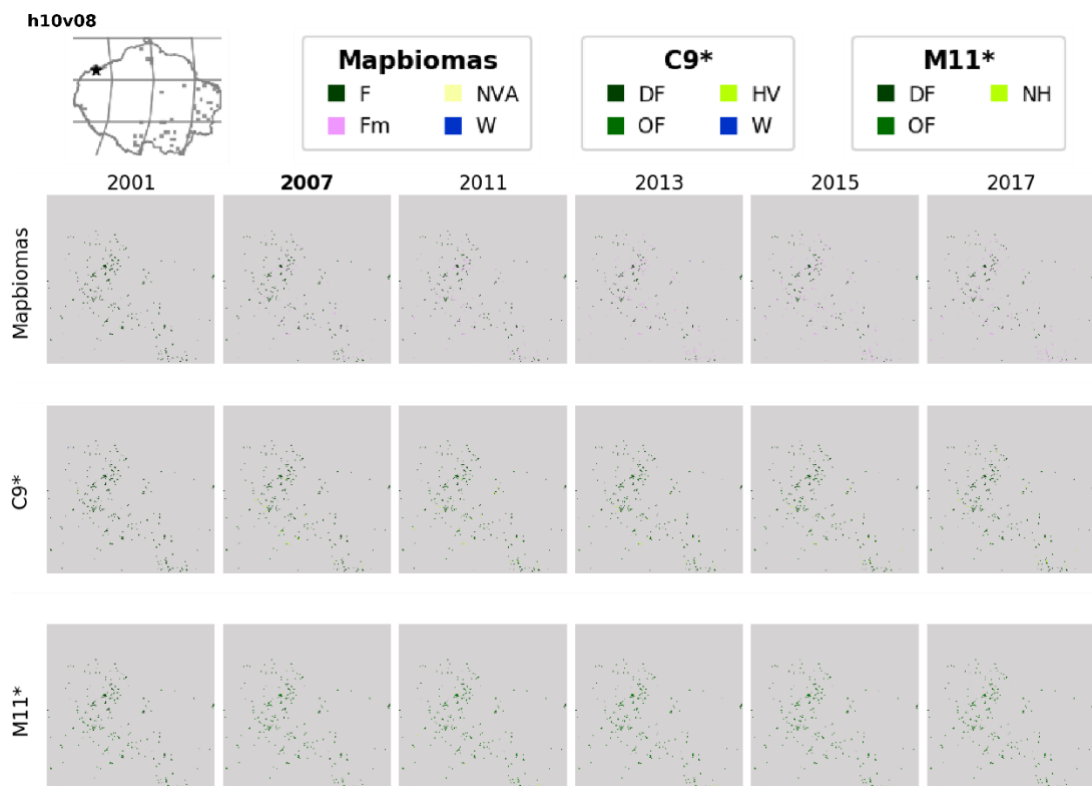 h10v08
Mapbiomas
F NVA
Fm W
C9*
DF HV
OF W
M11*
DF NH
OF
2001 2007 2011 2013 2015 2017
Mapbiomas
C9*
M11*